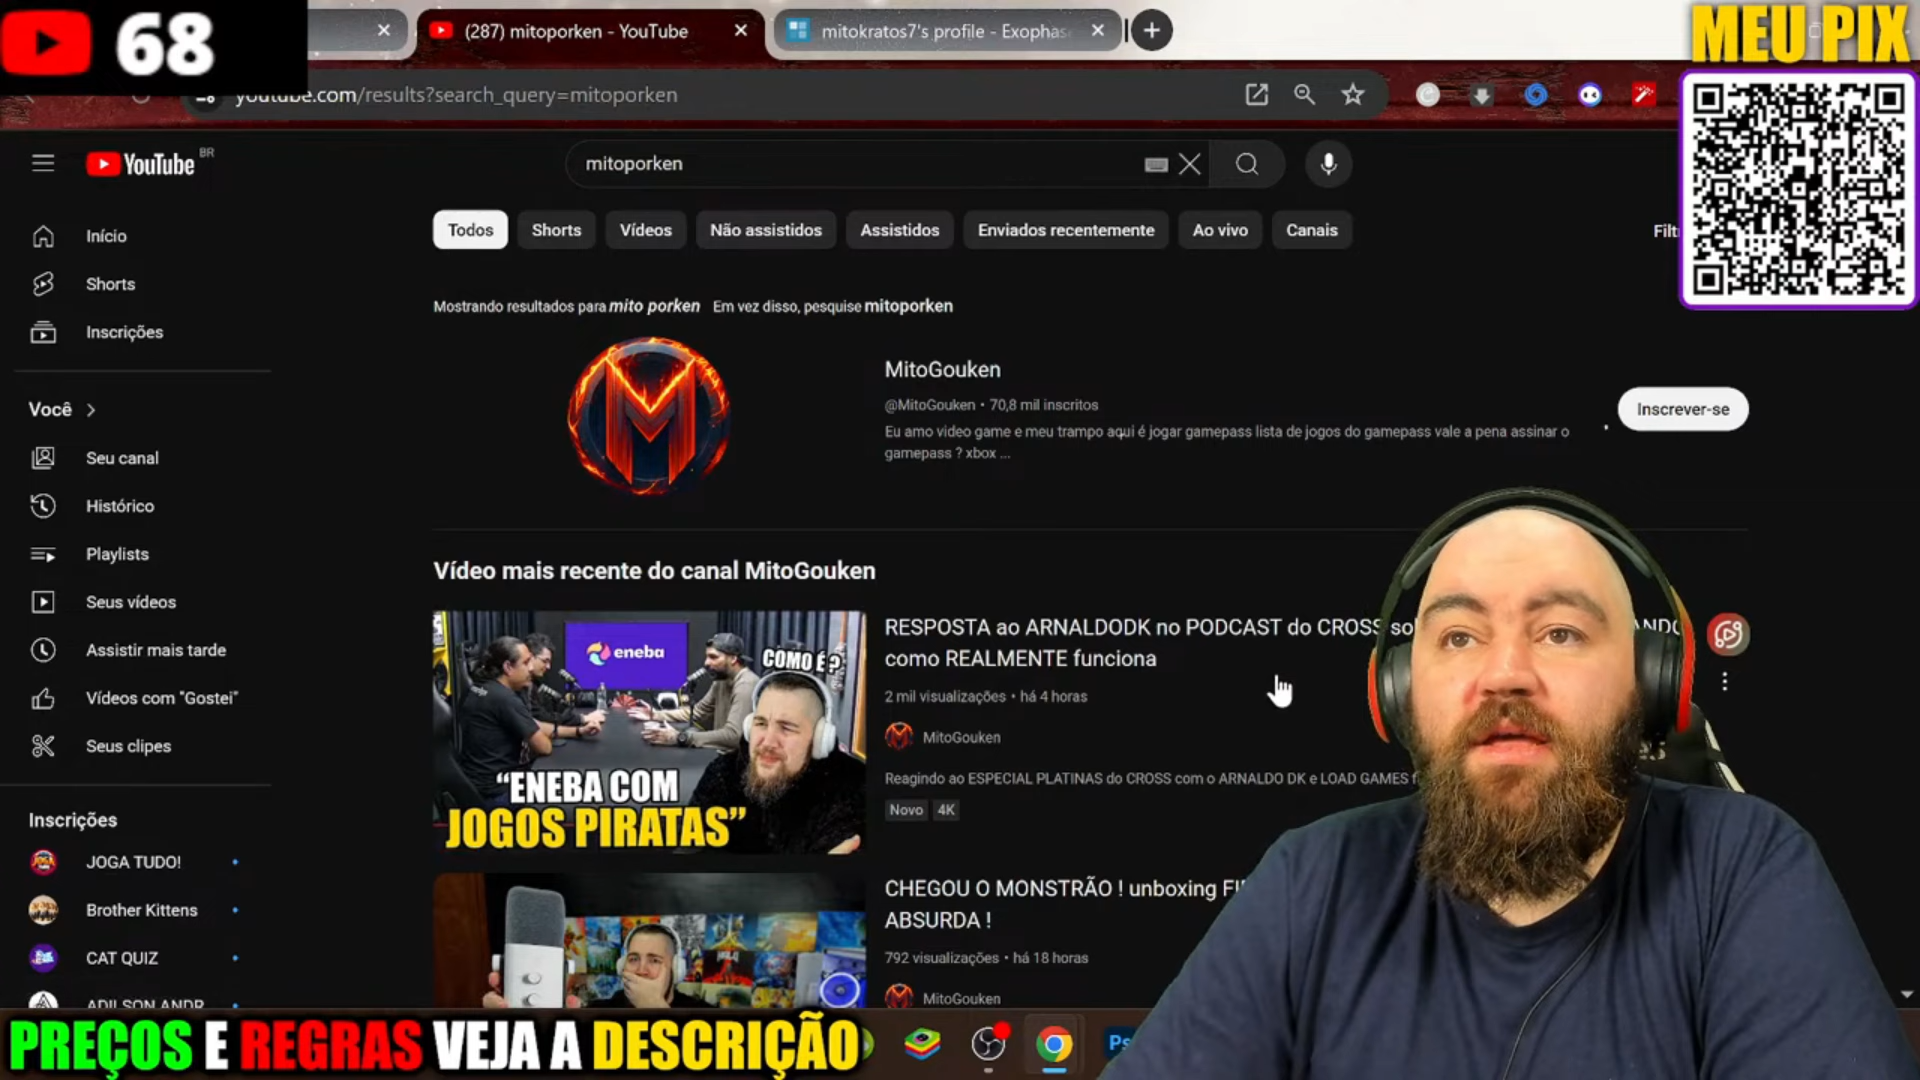 68
(287) mitoporken - YouTube
mitokratos7's profile - Exophas
MEU PIX
youtube.com/results?search_query=mitoporken
YouTube BR
mitoporken
Todos
Shorts
Vídeos
Não assistidos
Assistidos
Enviados recentemente
Ao vivo
Canais
Início
Shorts
Inscrições
Mostrando resultados para mito porken Em vez disso, pesquise mitoporken
MitoGouken
@MitoGouken • 70,8 mil inscritos
Eu amo video game e meu trampo aqui é jogar gamepass lista de jogos do gamepass vale a pena assinar o
gamepass ? xbox ...
Inscrever-se
Você
Seu canal
Histórico
Playlists
Seus vídeos
Assistir mais tarde
Vídeos com "Gostei"
Seus clipes
Vídeo mais recente do canal MitoGouken
eneba
COMO É?
"ENEBA COM
JOGOS PIRATAS"
RESPOSTA ao ARNALDODK no PODCAST do CROSS
como REALMENTE funciona
2 mil visualizações • há 4 horas
MitoGouken
Reagindo ao ESPECIAL PLATINAS do CROSS com o ARNALDO DK e LOAD GAMES
Novo
4K
Inscrições
JOGA TUDO!
Brother Kittens
CAT QUIZ
ADILSON ANDR
CHEGOU O MONSTRÃO ! unboxing
ABSURDA !
792 visualizações • há 18 horas
MitoGouken
PREÇOS E REGRAS VEJA A DESCRIÇÃO
Ps